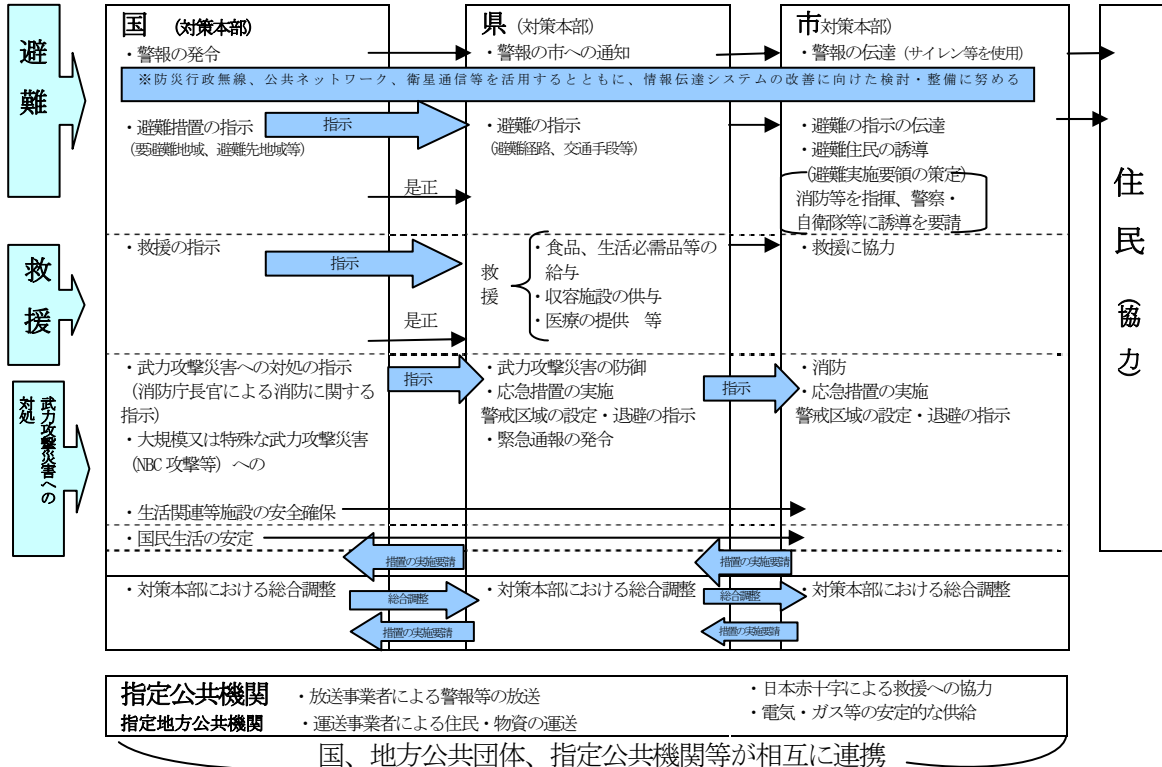 避難
国 (対策本部)
・警報の発令
・避難措置の指示
(要避難地域、避難先地域等)
指示
是正
県 (対策本部)
・警報の市への通知
・避難の指示
(避難経路、交通手段等)
市(対策本部)
・警報の伝達 (サイレン等を使用)
※防災行政無線、公共ネットワーク、衛星通信等を活用するとともに、情報伝達システムの改善に向けた検討・整備に努める
・避難の指示の伝達
・避難住民の誘導
(避難実施要領の策定)
消防等を指揮、警察・
自衛隊等に誘導を要請
住民(協力)
救援
・救援の指示
指示
是正
救援
・食品、生活必需品等の
給与
・収容施設の供与
・医療の提供 等
・救援に協力
武力攻撃災害への
対処
・武力攻撃災害への対処の指示
(消防庁長官による消防に関する
指示)
・大規模又は特殊な武力攻撃災害
(NBC攻撃等) への
指示
・武力攻撃災害の防御
・応急措置の実施
警戒区域の設定・退避の指示
・緊急通報の発令
指示
・消防
・応急措置の実施
警戒区域の設定・退避の指示
・生活関連等施設の安全確保
・国民生活の安定
措置の実施要請
措置の実施要請
・対策本部における総合調整
総合調整
措置の実施要請
・対策本部における総合調整
総合調整
措置の実施要請
・対策本部における総合調整
指定公共機関
指定地方公共機関
・放送事業者による警報等の放送
・運送事業者による住民・物資の運送
・日本赤十字による救援への協力
・電気・ガス等の安定的な供給
国、地方公共団体、指定公共機関等が相互に連携